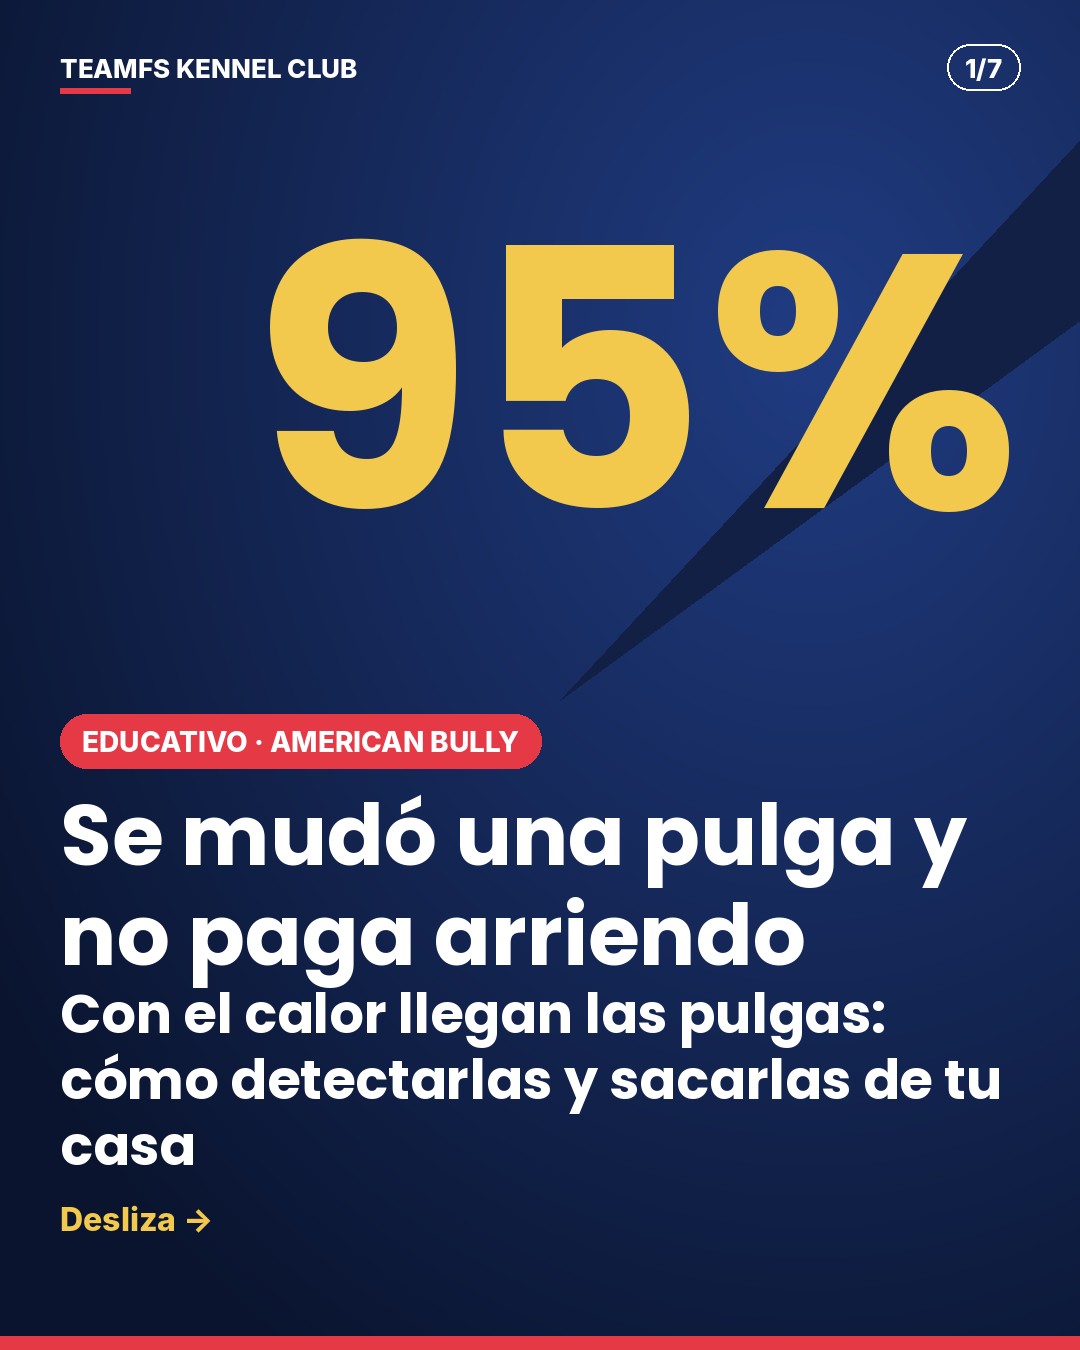 TEAMFS KENNEL CLUB
1/7
95%
EDUCATIVO · AMERICAN BULLY
Se mudó una pulga y
no paga arriendo
Con el calor llegan las pulgas:
cómo detectarlas y sacarlas de tu
casa
Desliza →